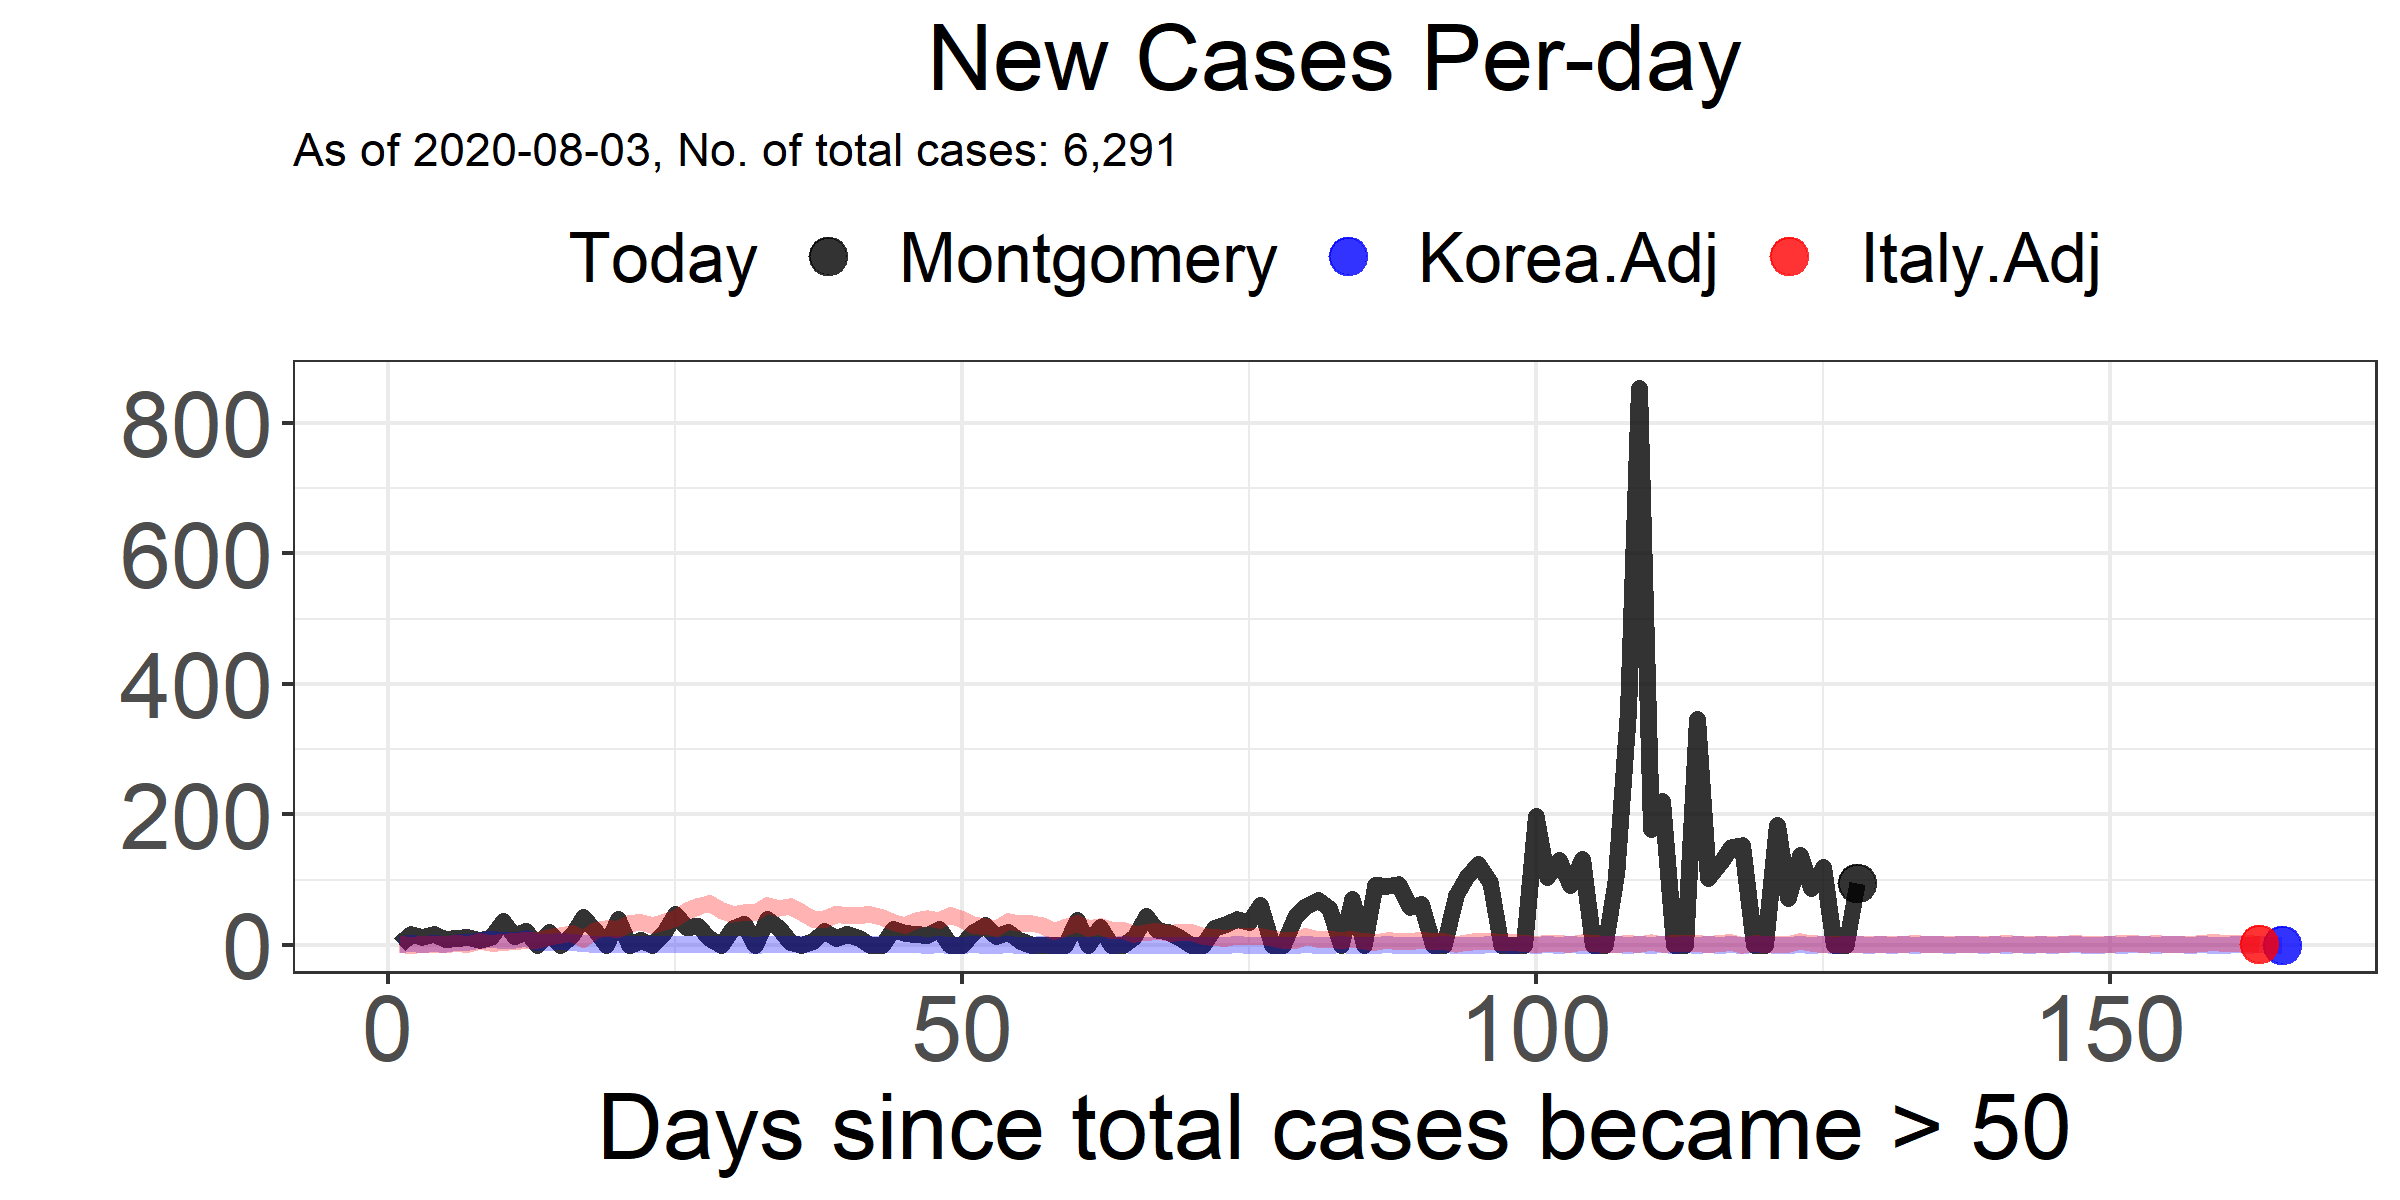 New Cases Per-day
As of 2020-08-03, No. of total cases: 6,291
Today Montgomery Korea.Adj Italy.Adj
800
600
400
200
0
0 50 100 150
Days since total cases became > 50